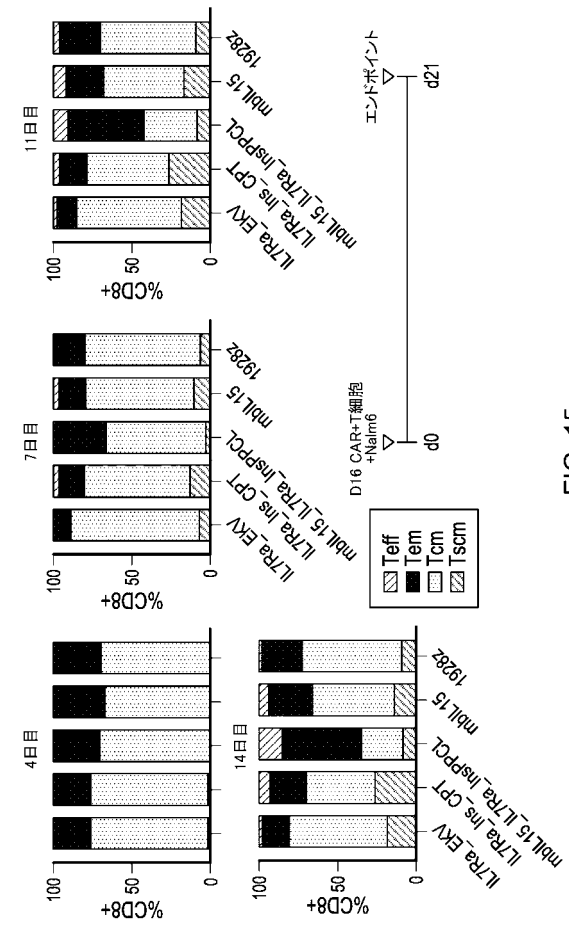 4日目
100
50
0
%CD8+
7日目
100
50
0
%CD8+
IL7Ra_EKV
IL7Ra_Ins_CPT
mbIL15_IL7Ra_InsPPCL
mbIL15
1928z
11日目
100
50
0
%CD8+
IL7Ra_EKV
IL7Ra_Ins_CPT
mbIL15_IL7Ra_InsPPCL
mbIL15
1928z
14日目
100
50
0
%CD8+
IL7Ra_EKV
IL7Ra_Ins_CPT
mbIL15_IL7Ra_InsPPCL
mbIL15
1928z
Teff
Tem
Tcm
Tscm
D16 CAR+T細胞
+Nalm6
d0
エンドポイント
d21